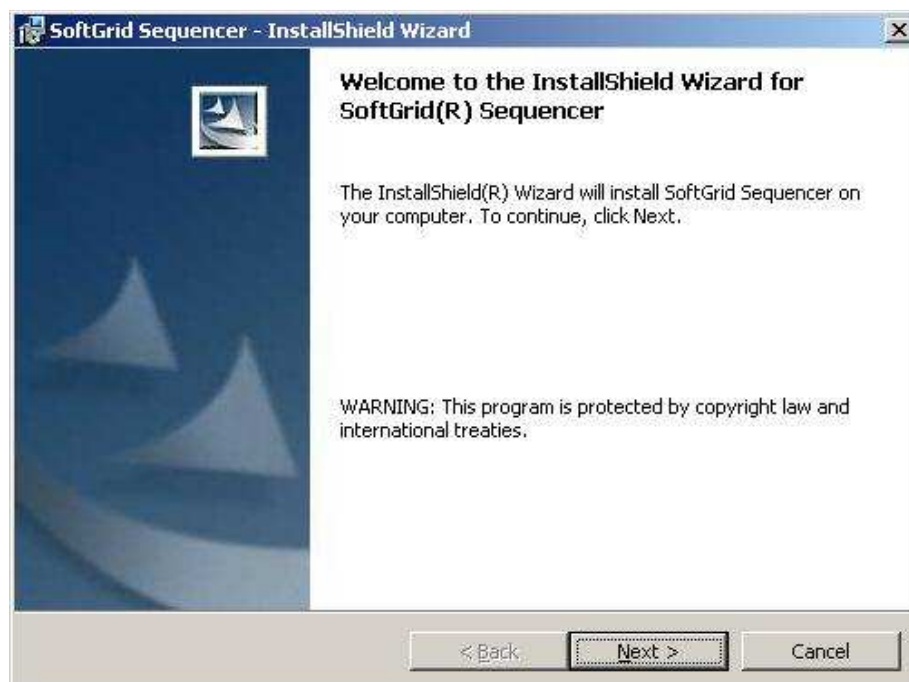 SoftGrid Sequencer - InstallShield Wizard
Welcome to the InstallShield Wizard for
SoftGrid(R) Sequencer
The InstallShield(R) Wizard will install SoftGrid Sequencer on
your computer. To continue, click Next.
WARNING: This program is protected by copyright law and
international treaties.
< Back
Next >
Cancel